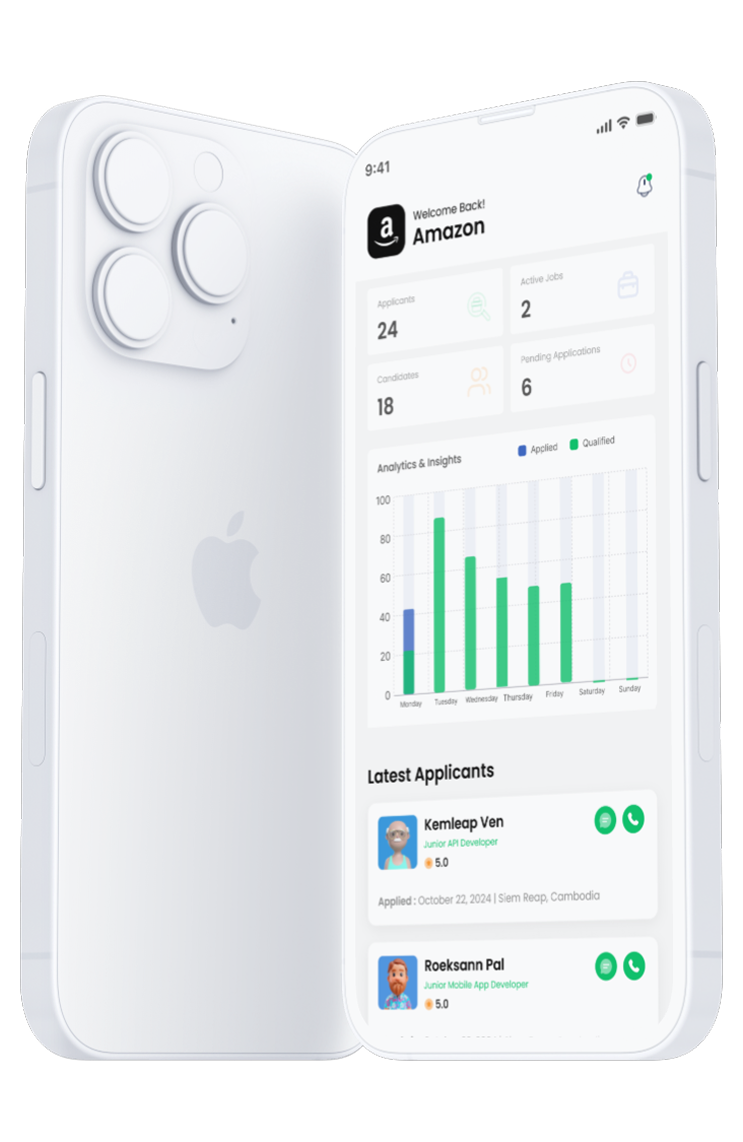 9:41
Welcome Back!
Amazon
Applicants
24
Active Jobs
2
Candidates
18
Pending Applications
6
Analytics & Insights
Applied
Qualified
100
80
60
40
20
0
Monday Tuesday Wednesday Thursday Friday Saturday Sunday
Latest Applicants
Kemleap Ven
Junior API Developer
5.0
Applied : October 22, 2024 | Siem Reap, Cambodia
Roeksann Pal
Junior Mobile App Developer
5.0